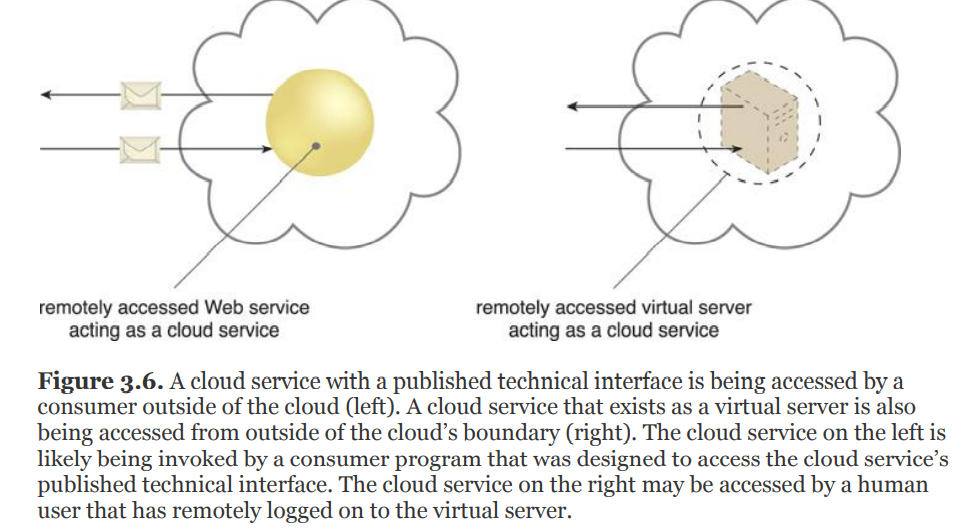 remotely accessed Web service
acting as a cloud service
remotely accessed virtual server
acting as a cloud service
Figure 3.6. A cloud service with a published technical interface is being accessed by a
consumer outside of the cloud (left). A cloud service that exists as a virtual server is also
being accessed from outside of the cloud’s boundary (right). The cloud service on the left is
likely being invoked by a consumer program that was designed to access the cloud service’s
published technical interface. The cloud service on the right may be accessed by a human
user that has remotely logged on to the virtual server.